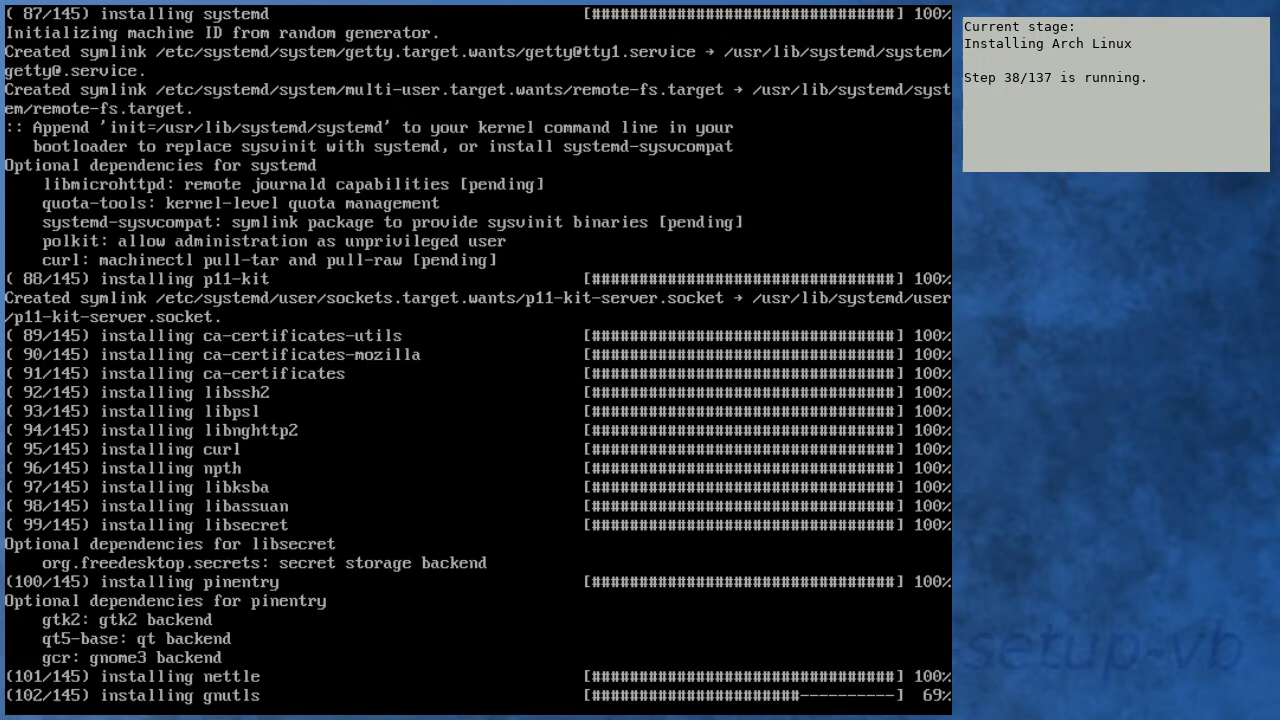 ( 87/145) installing systemd [################################] 100%
Initializing machine ID from random generator.
Created symlink /etc/systemd/system/getty.target.wants/getty@tty1.service → /usr/lib/systemd/system/
getty@.service.
Created symlink /etc/systemd/system/multi-user.target.wants/remote-fs.target → /usr/lib/systemd/syst
em/remote-fs.target.
:: Append 'init=/usr/lib/systemd/systemd' to your kernel command line in your
   bootloader to replace sysvinit with systemd, or install systemd-sysvcompat
Optional dependencies for systemd
    libmicrohttpd: remote journald capabilities [pending]
    quota-tools: kernel-level quota management
    systemd-sysvcompat: symlink package to provide sysvinit binaries [pending]
    polkit: allow administration as unprivileged user
    curl: machinectl pull-tar and pull-raw [pending]
( 88/145) installing p11-kit [################################] 100%
Created symlink /etc/systemd/user/sockets.target.wants/p11-kit-server.socket → /usr/lib/systemd/user
/p11-kit-server.socket.
( 89/145) installing ca-certificates-utils [################################] 100%
( 90/145) installing ca-certificates-mozilla [################################] 100%
( 91/145) installing ca-certificates [################################] 100%
( 92/145) installing libssh2 [################################] 100%
( 93/145) installing libpsl [################################] 100%
( 94/145) installing libnghttp2 [################################] 100%
( 95/145) installing curl [################################] 100%
( 96/145) installing npth [################################] 100%
( 97/145) installing libksba [################################] 100%
( 98/145) installing libassuan [################################] 100%
( 99/145) installing libsecret [################################] 100%
Optional dependencies for libsecret
    org.freedesktop.secrets: secret storage backend
(100/145) installing pinentry [################################] 100%
Optional dependencies for pinentry
    gtk2: gtk2 backend
    qt5-base: qt backend
    gcr: gnome3 backend
(101/145) installing nettle [################################] 100%
(102/145) installing gnutls [######################----------] 69%
Current stage:
Installing Arch Linux
Step 38/137 is running.
-setup-vb